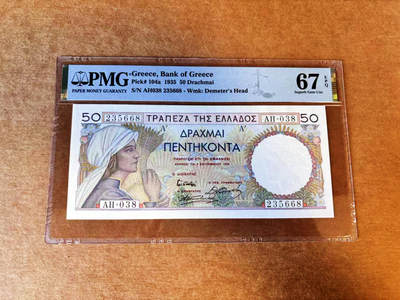 PMG
PAPER MONEY GUARANTY
Greece, Bank of Greece
Pick# 104a 1935 50 Drachmai
S/N AH038 235668 - Wmk: Demeter's Head
67 EPQ
Superb Gem Unc
50 ΤΡΑΠΕΖΑ ΤΗΣ ΕΛΛΑΔΟΣ 50
235668 Α' Α' ΑΗ-038
ΔΡΑΧΜΑΙ
ΠΕΝΤΗΚΟΝΤΑ
ΑΗ-038 235668